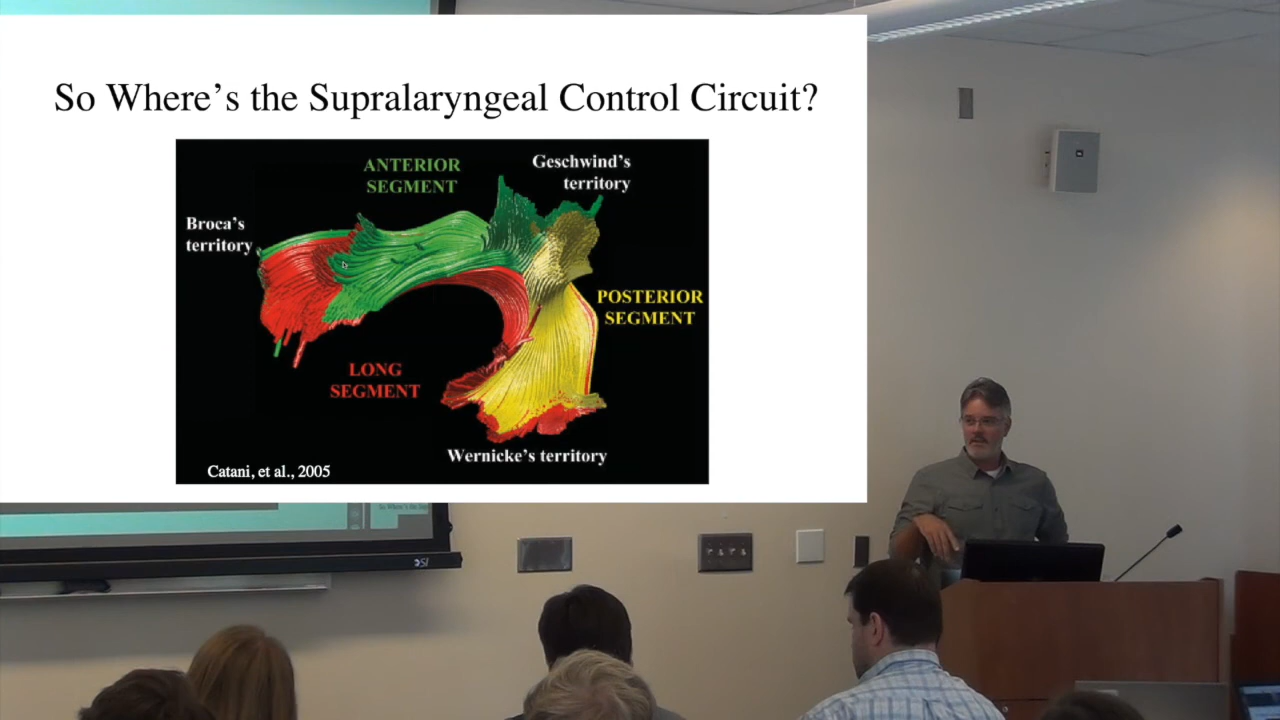 So Where's the Supralaryngeal Control Circuit?
ANTERIOR
SEGMENT
Geschwind's
territory
Broca's
territory
POSTERIOR
SEGMENT
LONG
SEGMENT
Wernicke's territory
Catani, et al., 2005